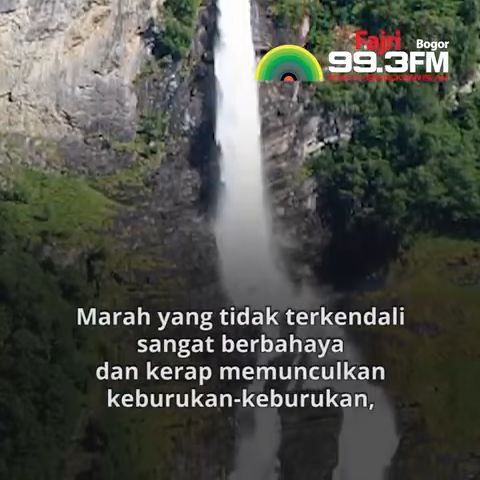 Fajri Bogor
99.3FM
Marah yang tidak terkendali
sangat berbahaya
dan kerap memunculkan
keburukan-keburukan,